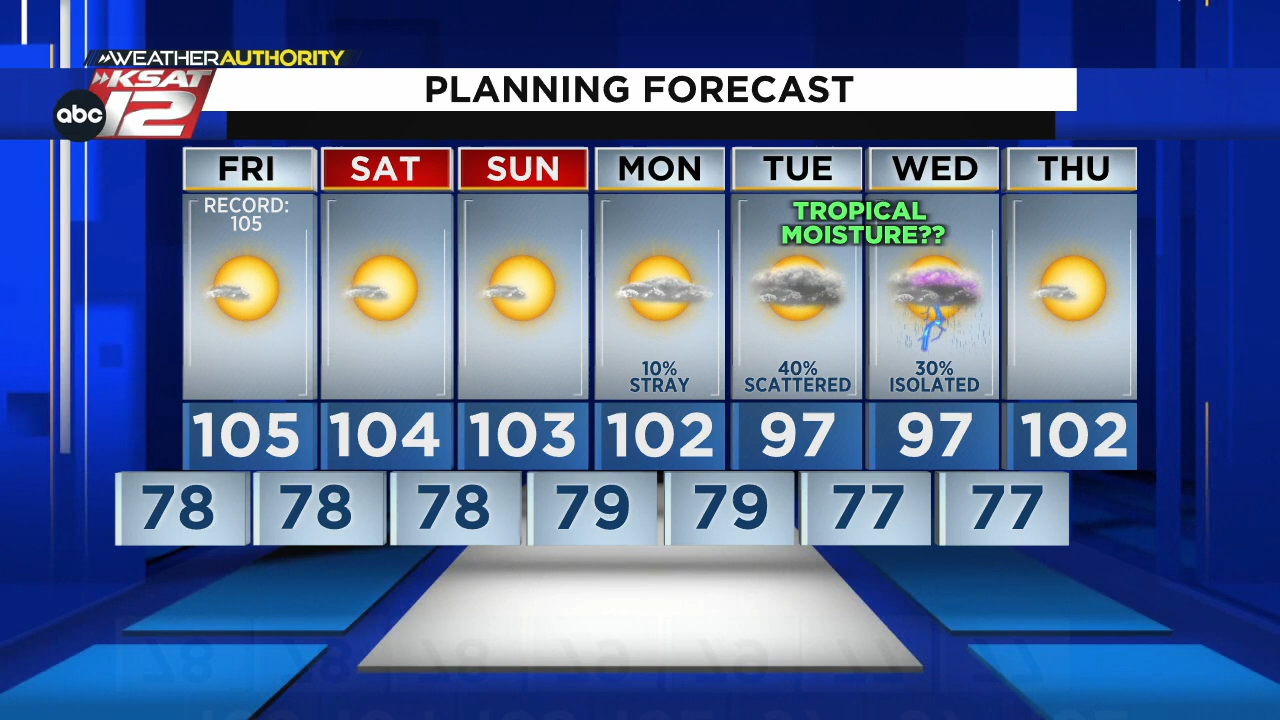 WEATHERAUTHORITY
KSAT
abc 12
PLANNING FORECAST
FRI SAT SUN MON TUE WED THU
RECORD:
105
TROPICAL
MOISTURE??
10% 40% 30%
STRAY SCATTERED ISOLATED
105 104 103 102 97 97 102
78 78 78 79 79 77 77